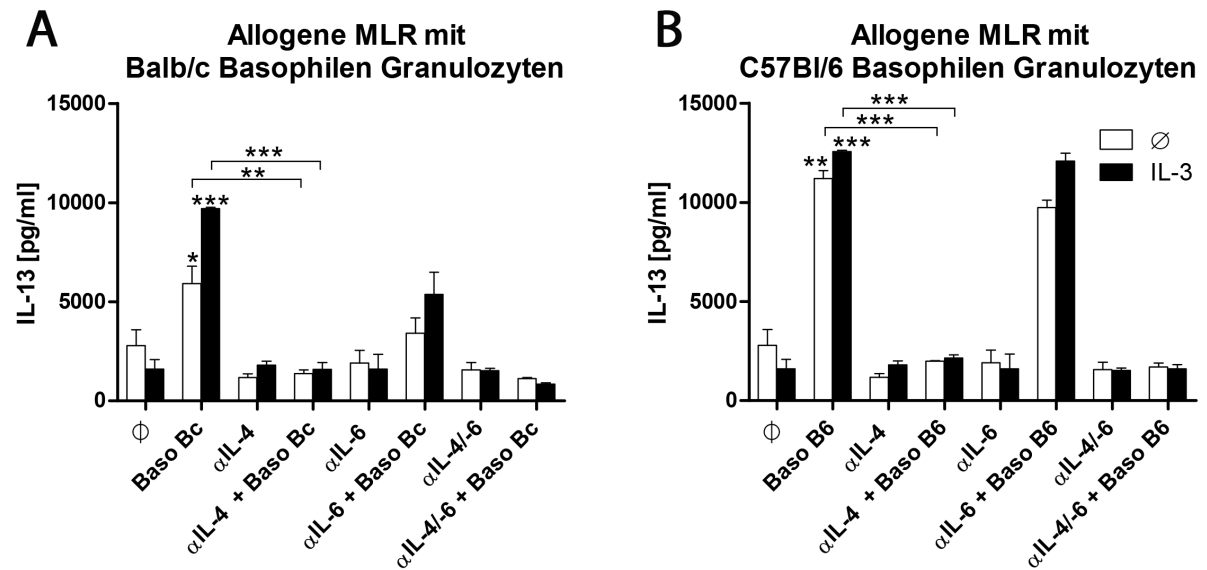 A
Allogene MLR mit
Balb/c Basophilen Granulozyten
IL-13 [pg/ml]
15000
10000
5000
0
*
***
**
***
ϕ
Baso Bc
αIL-4
αIL-4 + Baso Bc
αIL-6
αIL-6 + Baso Bc
αIL-4/-6
αIL-4/-6 + Baso Bc
B
Allogene MLR mit
C57Bl/6 Basophilen Granulozyten
IL-13 [pg/ml]
15000
10000
5000
0
**
***
***
***
∅
IL-3
ϕ
Baso B6
αIL-4
αIL-4 + Baso B6
αIL-6
αIL-6 + Baso B6
αIL-4/-6
αIL-4/-6 + Baso B6